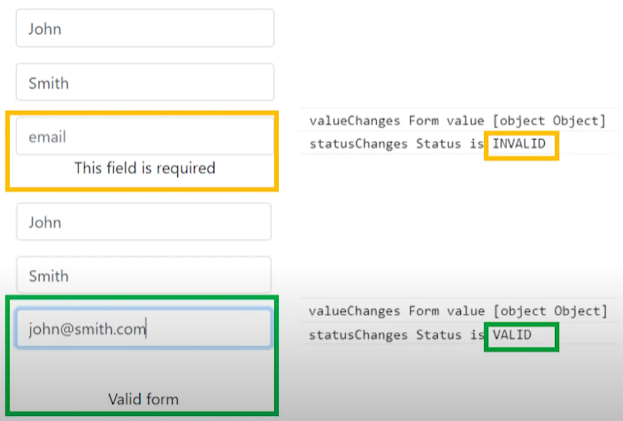 John
Smith
email
This field is required
valueChanges Form value [object Object]
statusChanges Status is INVALID
John
Smith
john@smith.com
Valid form
valueChanges Form value [object Object]
statusChanges Status is VALID